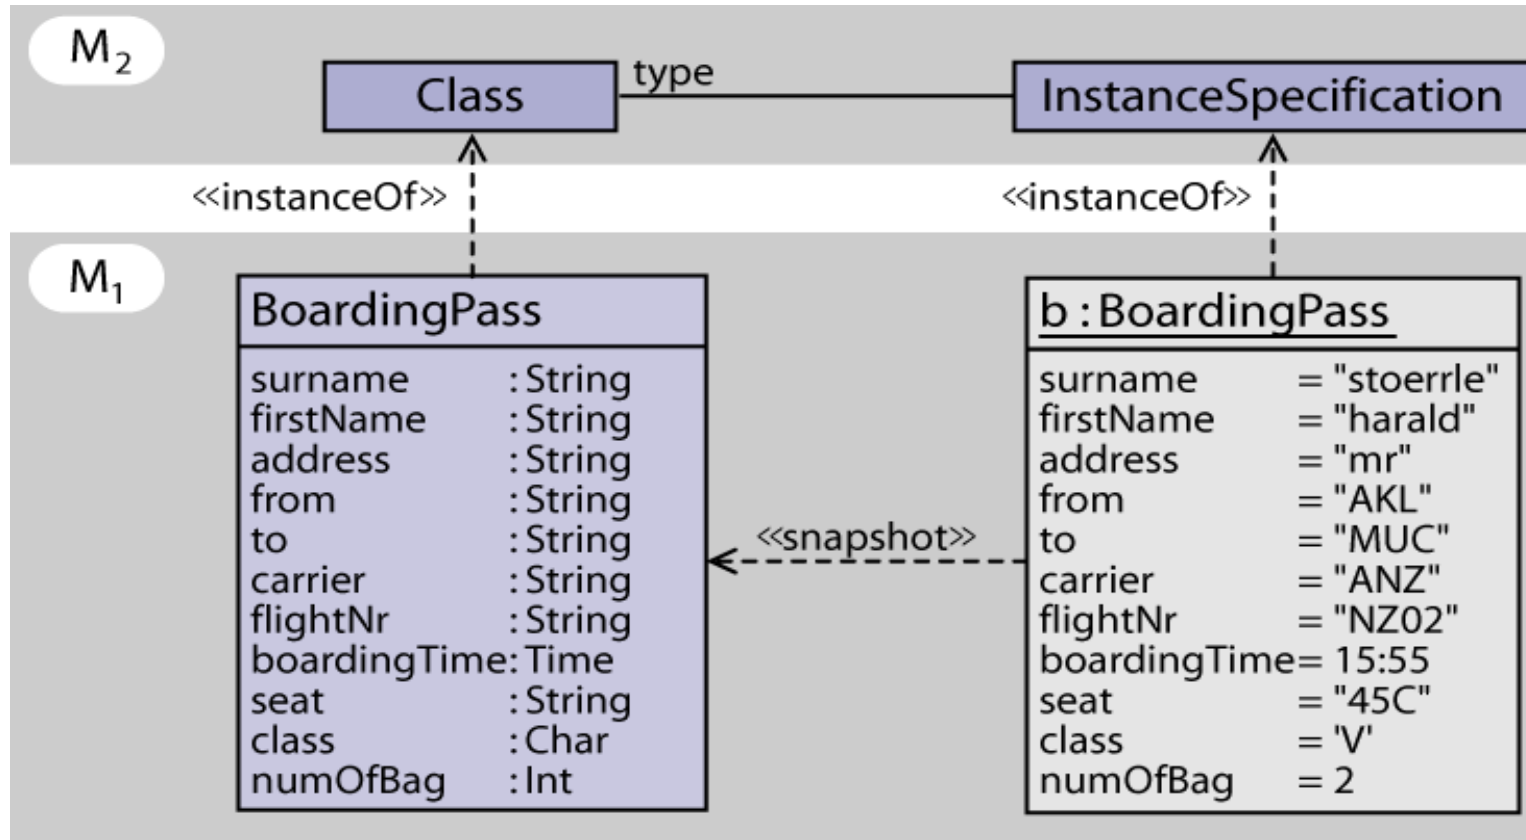 M2
type
Class
InstanceSpecification
«instanceOf»
«instanceOf»
M1
BoardingPass
surname : String
firstName : String
address : String
from : String
to : String
carrier : String
flightNr : String
boardingTime: Time
seat : String
class : Char
numOfBag : Int
«snapshot»
b : BoardingPass
surname = "stoerrle"
firstName = "harald"
address = "mr"
from = "AKL"
to = "MUC"
carrier = "ANZ"
flightNr = "NZ02"
boardingTime= 15:55
seat = "45C"
class = 'V'
numOfBag = 2